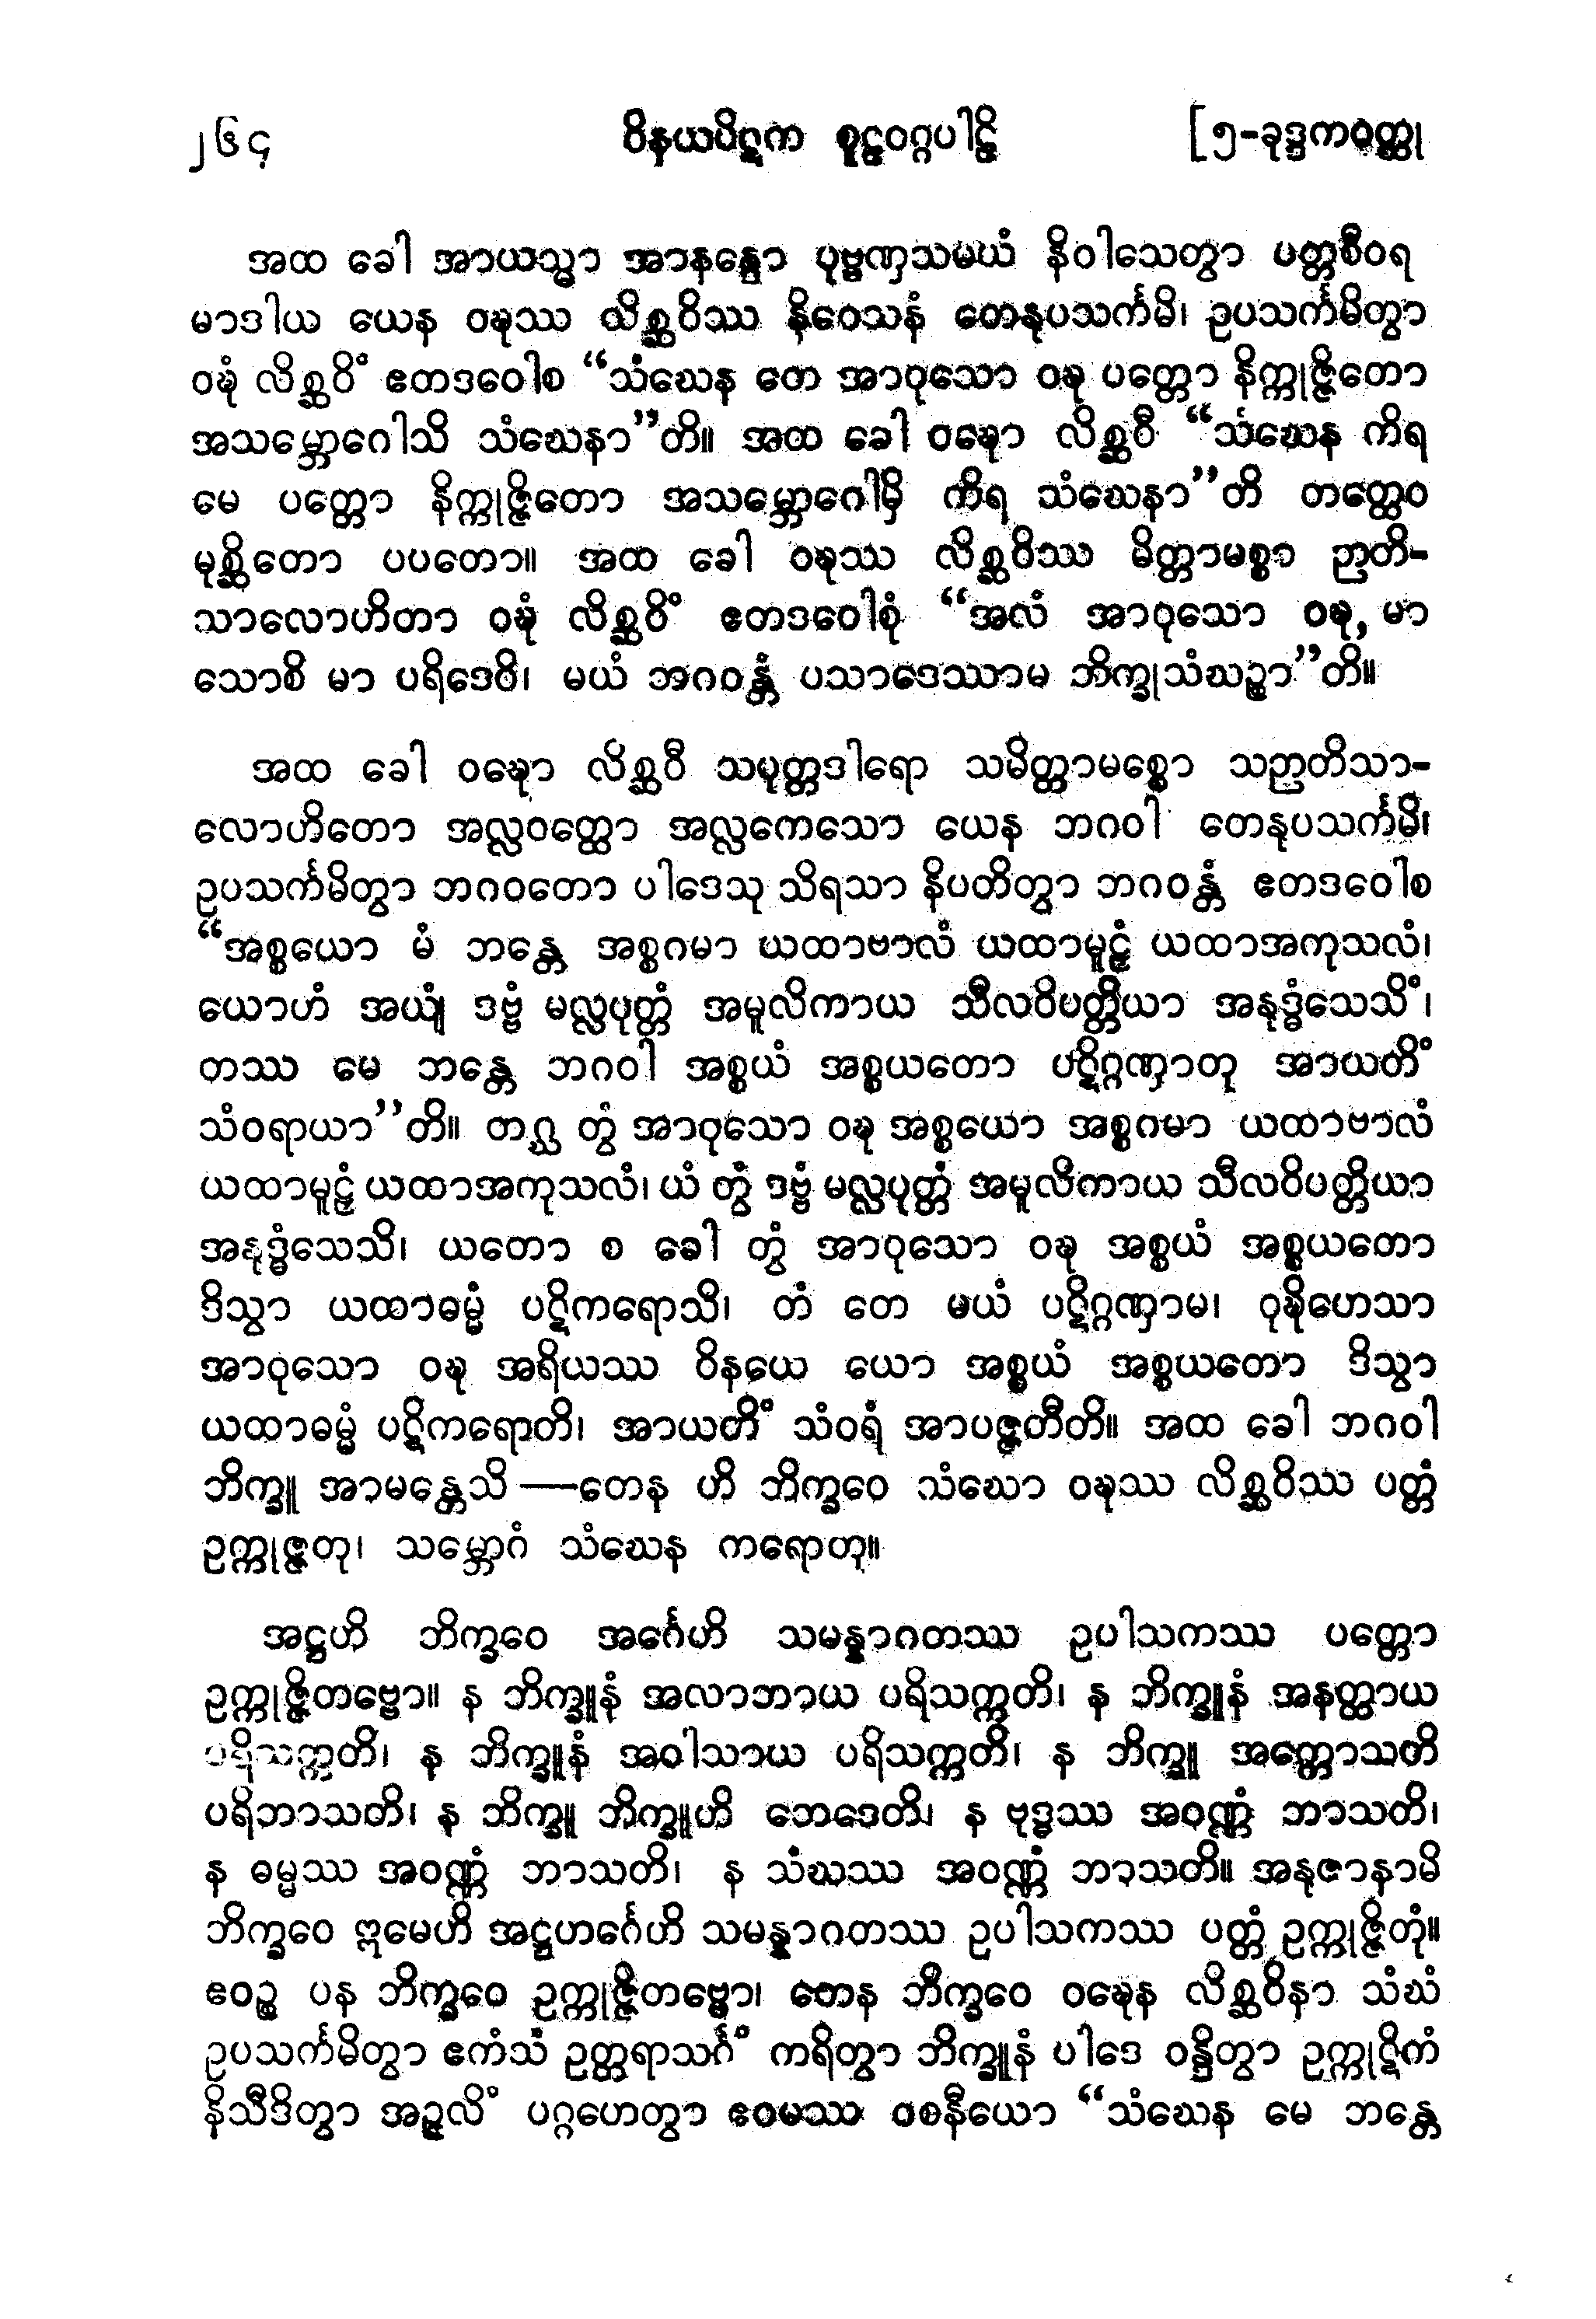 ၂၆၄ ဝိနယပိဋက စူဠဝဂ္ဂပါဠိ [၅-ခုဒ္ဒကဝတ္ထု
အထ ခေါ အာယသ္မာ အာနန္ဒော ပုဗ္ဗဏှသမယံ နိဝါသေတွာ ပတ္တစီဝရ
မာဒါယ ယေန ဝဍ္ဎဿ လိစ္ဆဝိဿ နိဝေသနံ တေနုပသင်္ကမိ၊ ဥပသင်္ကမိတွာ
ဝဍ္ဎံ လိစ္ဆဝိံ ဧတဒဝေါစ “သံဃေန တေ အာဝုသော ဝဍ္ဎ ပတ္တော နိက္ကုဇ္ဇိတော
အသမ္ဘောဂေါသိ သံဃေနာ”တိ။ အထ ခေါ ဝဍ္ဎော လိစ္ဆဝီ “သံဃေန ကိရ
မေ ပတ္တော နိက္ကုဇ္ဇိတော အသမ္ဘောဂေါမှိ ကိရ သံဃေနာ”တိ တတ္ထေဝ
မုစ္ဆိတော ပပတော။ အထ ခေါ ဝဍ္ဎဿ လိစ္ဆဝိဿ မိတ္တာမစ္စာ ဉာတိ-
သာလောဟိတာ ဝဍ္ဎံ လိစ္ဆဝိံ ဧတဒဝေါစုံ “အလံ အာဝုသော ဝဍ္ဎ, မာ
သောစိ မာ ပရိဒေဝိ၊ မယံ ဘဂဝန္တံ ပသာဒေဿာမ ဘိက္ခုသံဃဉ္စာ”တိ။
အထ ခေါ ဝဍ္ဎော လိစ္ဆဝီ သပုတ္တဒါရော သမိတ္တာမစ္စော သဉာတိသာ-
လောဟိတော အလ္လဝတ္ထော အလ္လကေသော ယေန ဘဂဝါ တေနုပသင်္ကမိ၊
ဥပသင်္ကမိတွာ ဘဂဝတော ပါဒေသု သိရသာ နိပတိတွာ ဘဂဝန္တံ ဧတဒဝေါစ
“အစ္စယော မံ ဘန္တေ အစ္စဂမာ ယထာဗာလံ ယထာမူဠှံ ယထာအကုသလံ၊
ယောဟံ အယျံ ဒဗ္ဗံ မလ္လပုတ္တံ အမူလိကာယ သီလဝိပတ္တိယာ အနုဒ္ဓံသေသိံ၊
တဿ မေ ဘန္တေ ဘဂဝါ အစ္စယံ အစ္စယတော ပဋိဂ္ဂဏှာတု အာယတိံ
သံဝရာယာ”တိ။ တဂ္ဃ တွံ အာဝုသော ဝဍ္ဎ အစ္စယော အစ္စဂမာ ယထာဗာလံ
ယထာမူဠှံ ယထာအကုသလံ၊ ယံ တွံ ဒဗ္ဗံ မလ္လပုတ္တံ အမူလိကာယ သီလဝိပတ္တိယာ
အနုဒ္ဓံသေသိ၊ ယတော စ ခေါ တွံ အာဝုသော ဝဍ္ဎ အစ္စယံ အစ္စယတော
ဒိသွာ ယထာဓမ္မံ ပဋိကရောသိ၊ တံ တေ မယံ ပဋိဂ္ဂဏှာမ၊ ဝုဍ္ဎိဟေသာ
အာဝုသော ဝဍ္ဎ အရိယဿ ဝိနယေ ယော အစ္စယံ အစ္စယတော ဒိသွာ
ယထာဓမ္မံ ပဋိကရောတိ၊ အာယတိံ သံဝရံ အာပဇ္ဇတီတိ။ အထ ခေါ ဘဂဝါ
ဘိက္ခူ အာမန္တေသိ —တေန ဟိ ဘိက္ခဝေ သံဃော ဝဍ္ဎဿ လိစ္ဆဝိဿ ပတ္တံ
ဥက္ကုဇ္ဇတု၊ သမ္ဘောဂံ သံဃေန ကရောတု။
အဋ္ဌဟိ ဘိက္ခဝေ အင်္ဂေဟိ သမန္နာဂတဿ ဥပါသကဿ ပတ္တော
ဥက္ကုဇ္ဇိတဗ္ဗော။ န ဘိက္ခူနံ အလာဘာယ ပရိသက္ကတိ၊ န ဘိက္ခူနံ အနတ္ထာယ
ပရိသက္ကတိ၊ န ဘိက္ခူနံ အဝါသာယ ပရိသက္ကတိ၊ န ဘိက္ခူ အက္ကောသတိ
ပရိဘာသတိ၊ န ဘိက္ခူ ဘိက္ခူဟိ ဘေဒေတိ၊ န ဗုဒ္ဓဿ အဝဏ္ဏံ ဘာသတိ၊
န ဓမ္မဿ အဝဏ္ဏံ ဘာသတိ၊ န သံဃဿ အဝဏ္ဏံ ဘာသတိ။ အနုဇာနာမိ
ဘိက္ခဝေ ဣမေဟိ အဋ္ဌဟင်္ဂေဟိ သမန္နာဂတဿ ဥပါသကဿ ပတ္တံ ဥက္ကုဇ္ဇိတုံ။
ဧဝဉ္စ ပန ဘိက္ခဝေ ဥက္ကုဇ္ဇိတဗ္ဗော၊ တေန ဘိက္ခဝေ ဝဍ္ဎေန လိစ္ဆဝိနာ သံဃံ
ဥပသင်္ကမိတွာ ဧကံသံ ဥတ္တရာသင်္ဂံ ကရိတွာ ဘိက္ခူနံ ပါဒေ ဝန္ဒိတွာ ဥက္ကုဋိကံ
နိသီဒိတွာ အဉ္ဇလိံ ပဂ္ဂဟေတွာ ဧဝမဿ ဝစနီယော “သံဃေန မေ ဘန္တေ